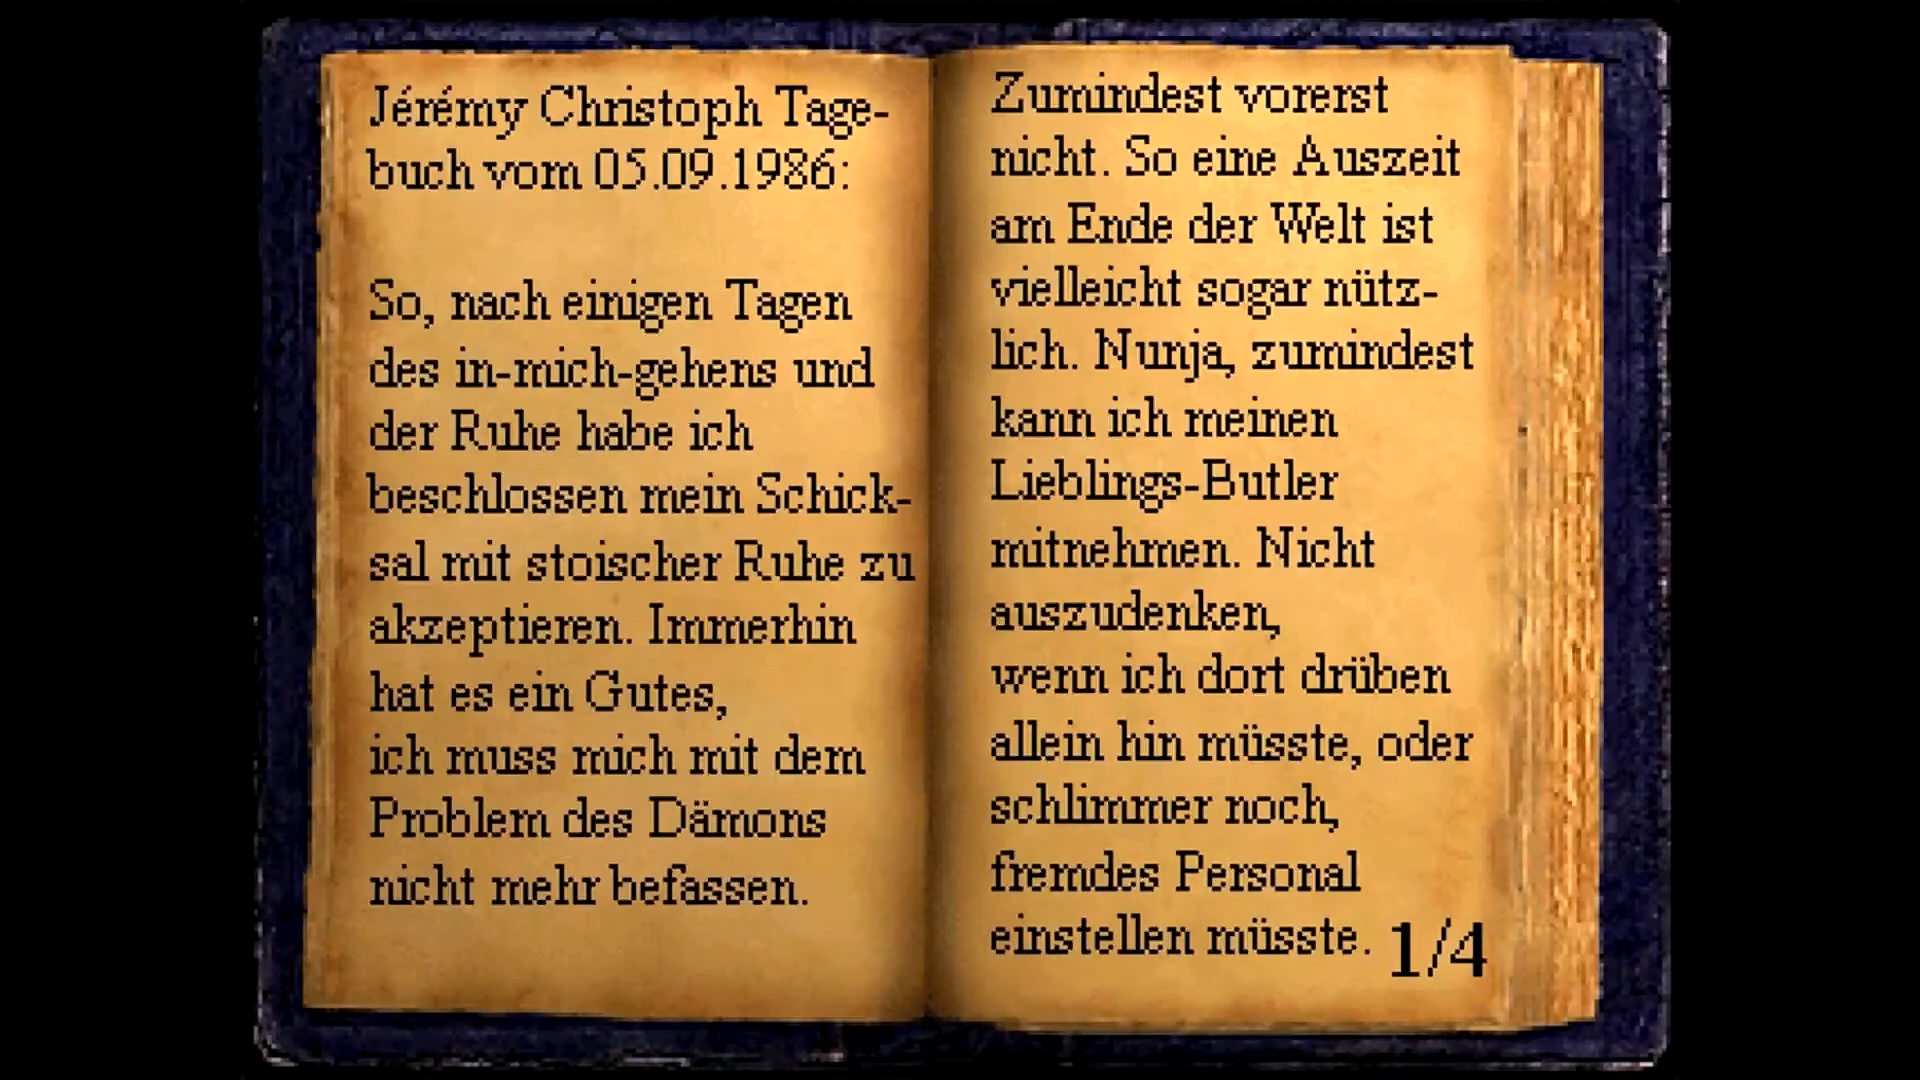 Jérémy Christoph Tage-
buch vom 05.09.1986:
So, nach einigen Tagen
des in-mich-gehens und
der Ruhe habe ich
beschlossen mein Schick-
sal mit stoischer Ruhe zu
akzeptieren. Immerhin
hat es ein Gutes,
ich muss mich mit dem
Problem des Dämons
nicht mehr befassen.
Zumindest vorerst
nicht. So eine Auszeit
am Ende der Welt ist
vielleicht sogar nütz-
lich. Nunja, zumindest
kann ich meinen
Lieblings-Butler
mitnehmen. Nicht
auszudenken,
wenn ich dort drüben
allein hin müsste, oder
schlimmer noch,
fremdes Personal
einstellen müsste.
1/4